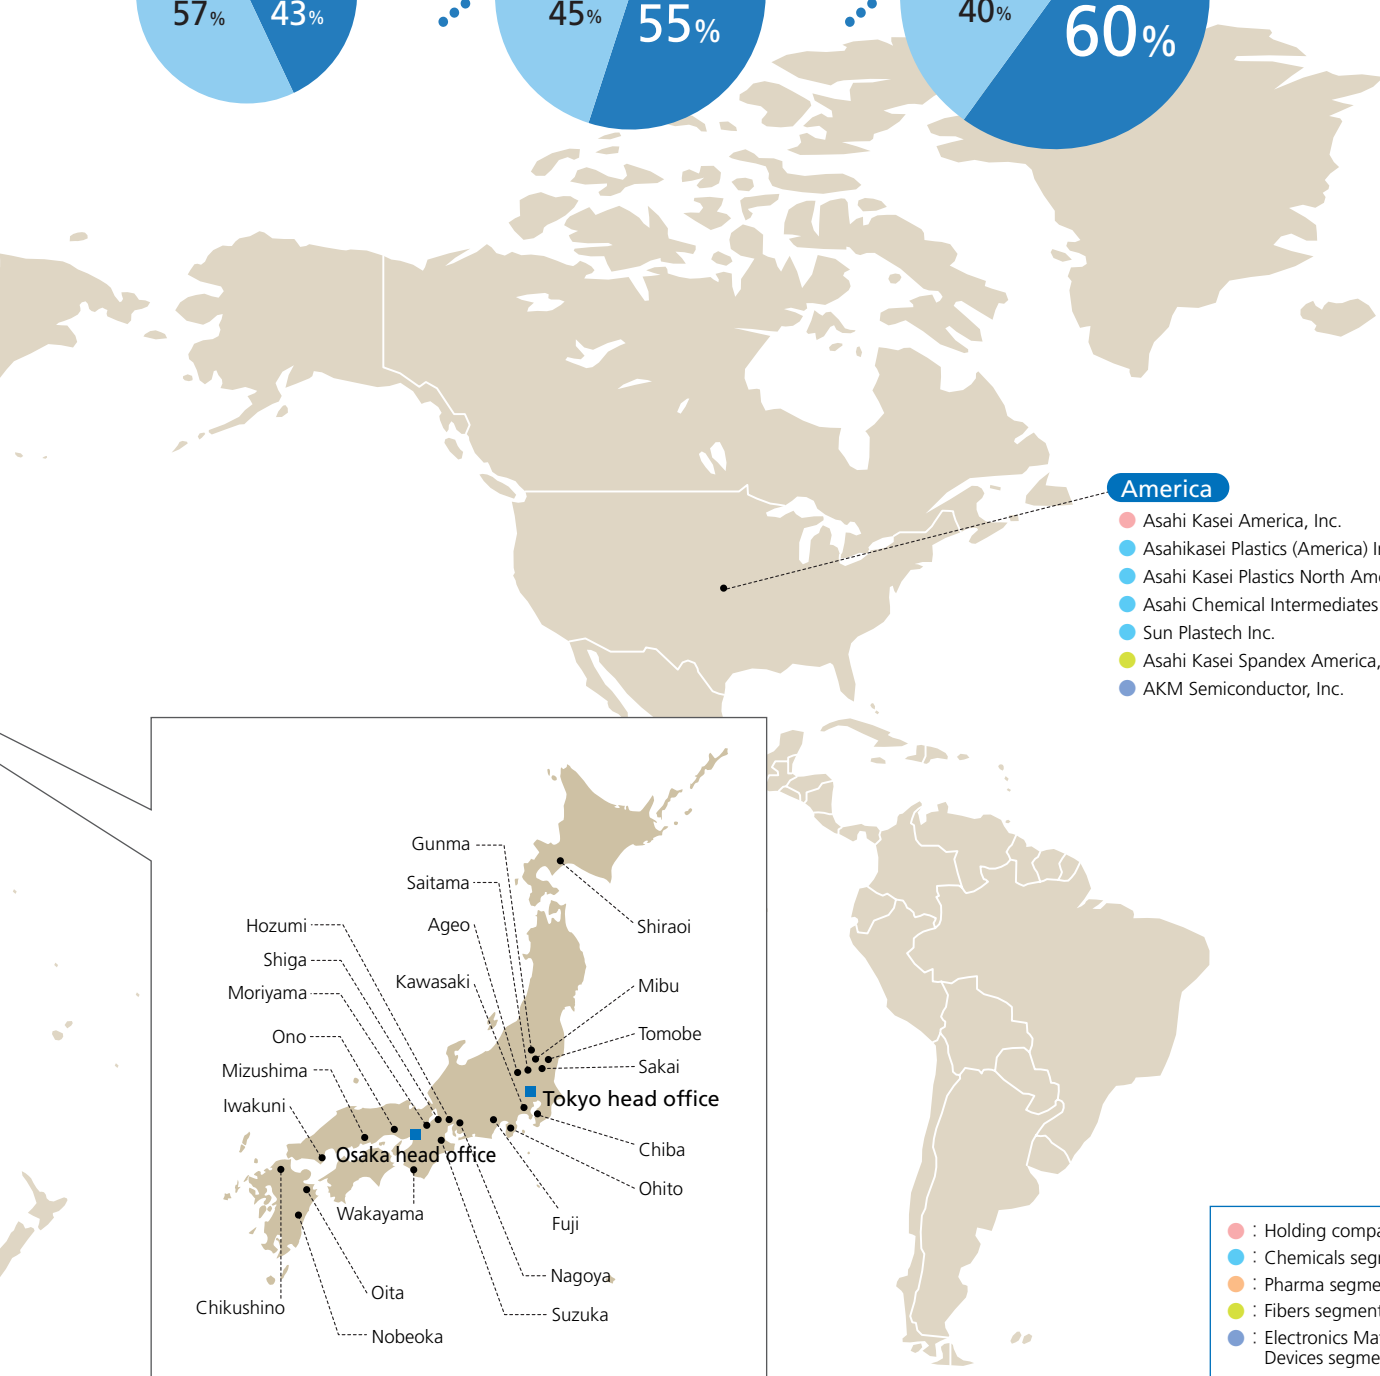 57%
43%
45%
55%
40%
60%
America
Asahi Kasei America, Inc.
Asahikasei Plastics (America)
Asahi Kasei Plastics North
Asahi Chemical Intermediates
Sun Plastech Inc.
Asahi Kasei Spandex America,
AKM Semiconductor, Inc.
Gunma
Saitama
Ageo
Kawasaki
Hozumi
Shiga
Moriyama
Ono
Mizushima
Iwakuni
Shiraoi
Mibu
Tomobe
Sakai
Tokyo head office
Chiba
Ohito
Osaka head office
Wakayama
Fuji
Nagoya
Suzuka
Oita
Chikushino
Nobeoka
: Holding
: Chemicals
: Pharma
: Fibers segment
: Electronics
Devices